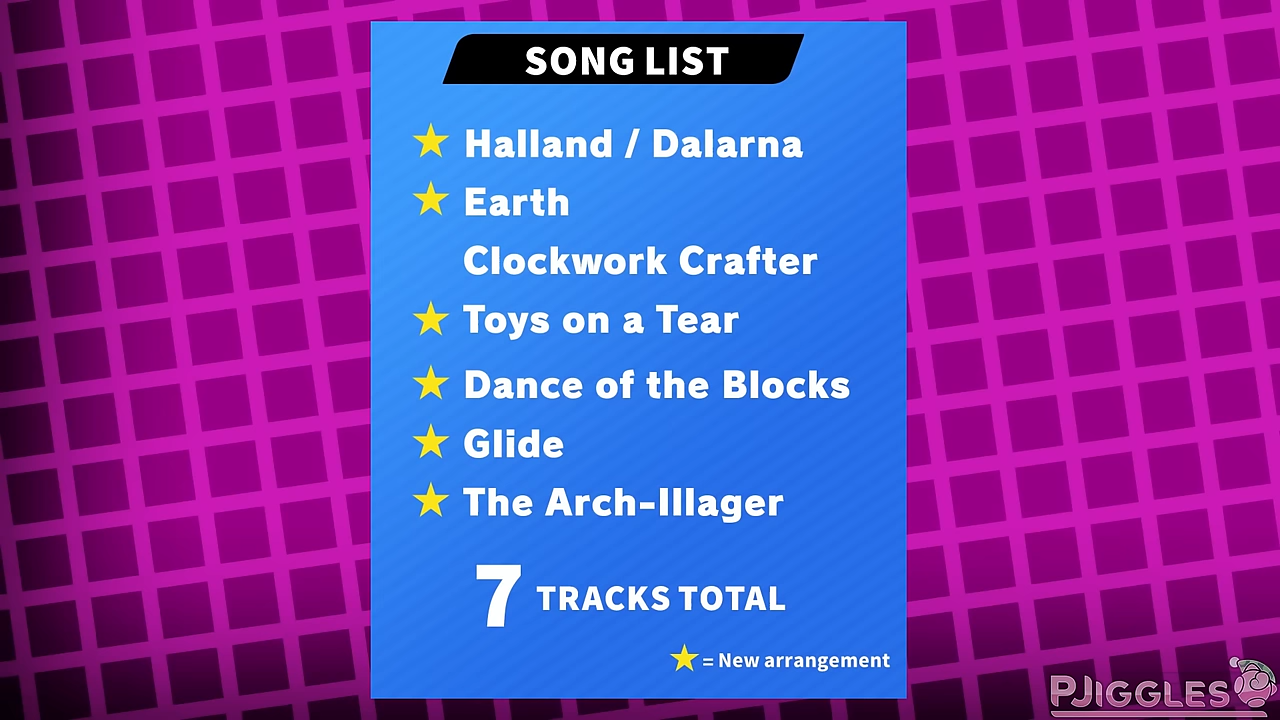 SONG LIST
★ Halland / Dalarna
★ Earth
Clockwork Crafter
★ Toys on a Tear
★ Dance of the Blocks
★ Glide
★ The Arch-Illager
7 TRACKS TOTAL
★ = New arrangement
PJIGGLES